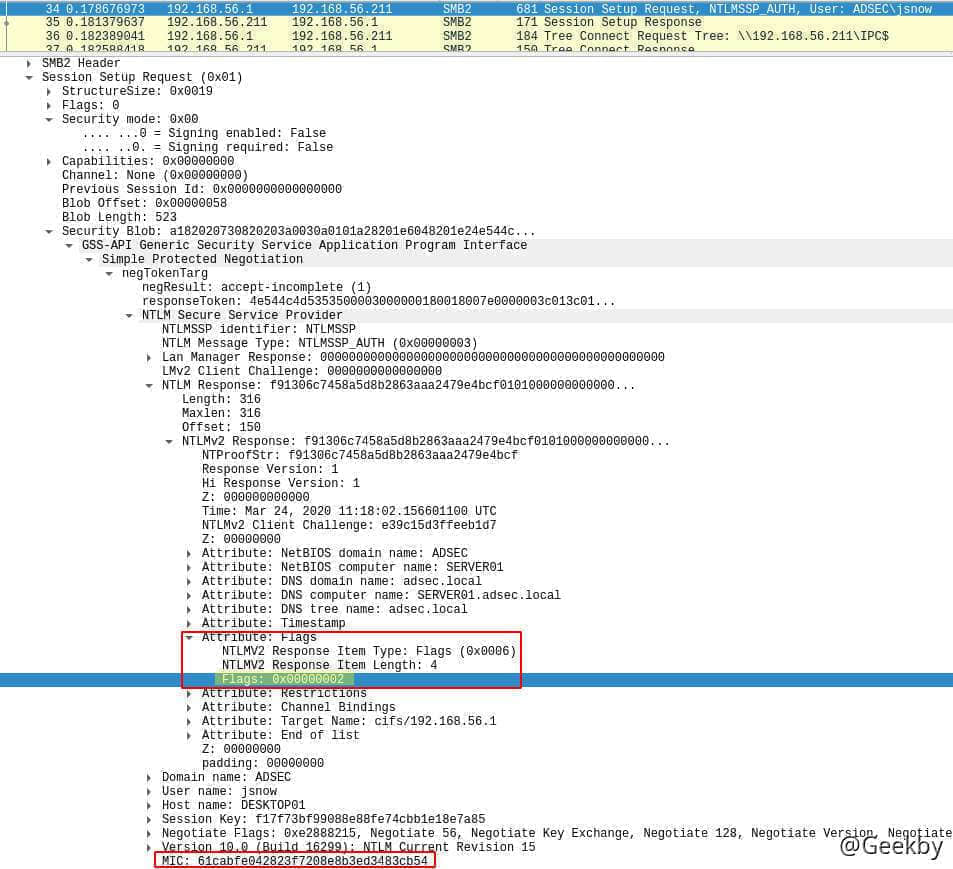 34 0.178676973 192.168.56.1 192.168.56.211 SMB2 681 Session Setup Request, NTLMSSP_AUTH, User: ADSEC\jsnow
35 0.181379637 192.168.56.211 192.168.56.1 SMB2 171 Session Setup Response
36 0.182389041 192.168.56.1 192.168.56.211 SMB2 184 Tree Connect Request Tree: \\192.168.56.211\IPC$
37 0.182588418 192.168.56.211 192.168.56.1 SMB2 150 Tree Connect Response
SMB2 Header
Session Setup Request (0x01)
StructureSize: 0x0019
Flags: 0
Security mode: 0x00
.... ...0 = Signing enabled: False
.... ..0. = Signing required: False
Capabilities: 0x00000000
Channel: None (0x00000000)
Previous Session Id: 0x0000000000000000
Blob Offset: 0x00000058
Blob Length: 523
Security Blob: a182020730820203a0030a0101a28201e6048201e24e544c...
GSS-API Generic Security Service Application Program Interface
Simple Protected Negotiation
negTokenTarg
negResult: accept-incomplete (1)
responseToken: 4e544c4d5353500003000000180018007e0000003c013c01...
NTLM Secure Service Provider
NTLMSSP identifier: NTLMSSP
NTLM Message Type: NTLMSSP_AUTH (0x00000003)
Lan Manager Response: 000000000000000000000000000000000000000000000000
LMv2 Client Challenge: 0000000000000000
NTLM Response: f91306c7458a5d8b2863aaa2479e4bcf0101000000000000...
Length: 316
Maxlen: 316
Offset: 150
NTLMv2 Response: f91306c7458a5d8b2863aaa2479e4bcf0101000000000000...
NTProofStr: f91306c7458a5d8b2863aaa2479e4bcf
Response Version: 1
Hi Response Version: 1
Z: 000000000000
Time: Mar 24, 2020 11:18:02.156601100 UTC
NTLMv2 Client Challenge: e39c15d3ffeeb1d7
Z: 00000000
Attribute: NetBIOS domain name: ADSEC
Attribute: NetBIOS computer name: SERVER01
Attribute: DNS domain name: adsec.local
Attribute: DNS computer name: SERVER01.adsec.local
Attribute: DNS tree name: adsec.local
Attribute: Timestamp
Attribute: Flags
NTLMV2 Response Item Type: Flags (0x0006)
NTLMV2 Response Item Length: 4
Flags: 0x00000002
Attribute: Restrictions
Attribute: Channel Bindings
Attribute: Target Name: cifs/192.168.56.1
Attribute: End of list
Z: 00000000
padding: 00000000
Domain name: ADSEC
User name: jsnow
Host name: DESKTOP01
Session Key: f17f73bf99088e88fe74cbb1e18e7a85
Negotiate Flags: 0xe2888215, Negotiate 56, Negotiate Key Exchange, Negotiate 128, Negotiate Version, Negotiate
Version 10.0 (Build 16299); NTLM Current Revision 15
MIC: 61cabfe042823f7208e8b3ed3483cb54
@Geekby